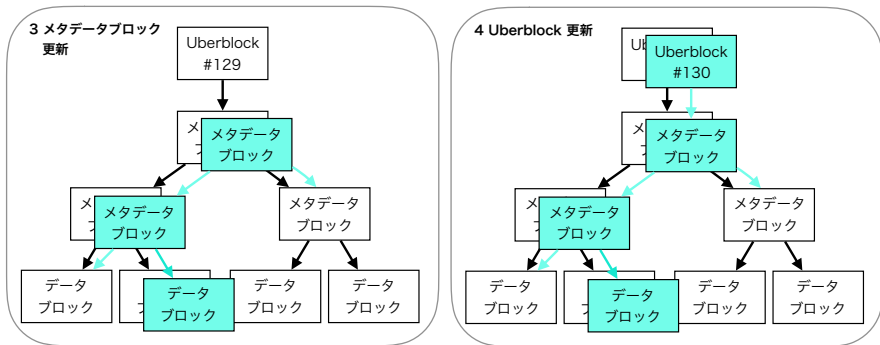 3 メタデータブロック
更新
Uberblock
#129
メタデータ
ブロック
メタデータ
ブロック
メタデータ
ブロック
データ
ブロック
データ
ブロック
データ
ブロック
データ
ブロック
4 Uberblock 更新
Uberblock
#130
メタデータ
ブロック
メタデータ
ブロック
メタデータ
ブロック
データ
ブロック
データ
ブロック
データ
ブロック
データ
ブロック